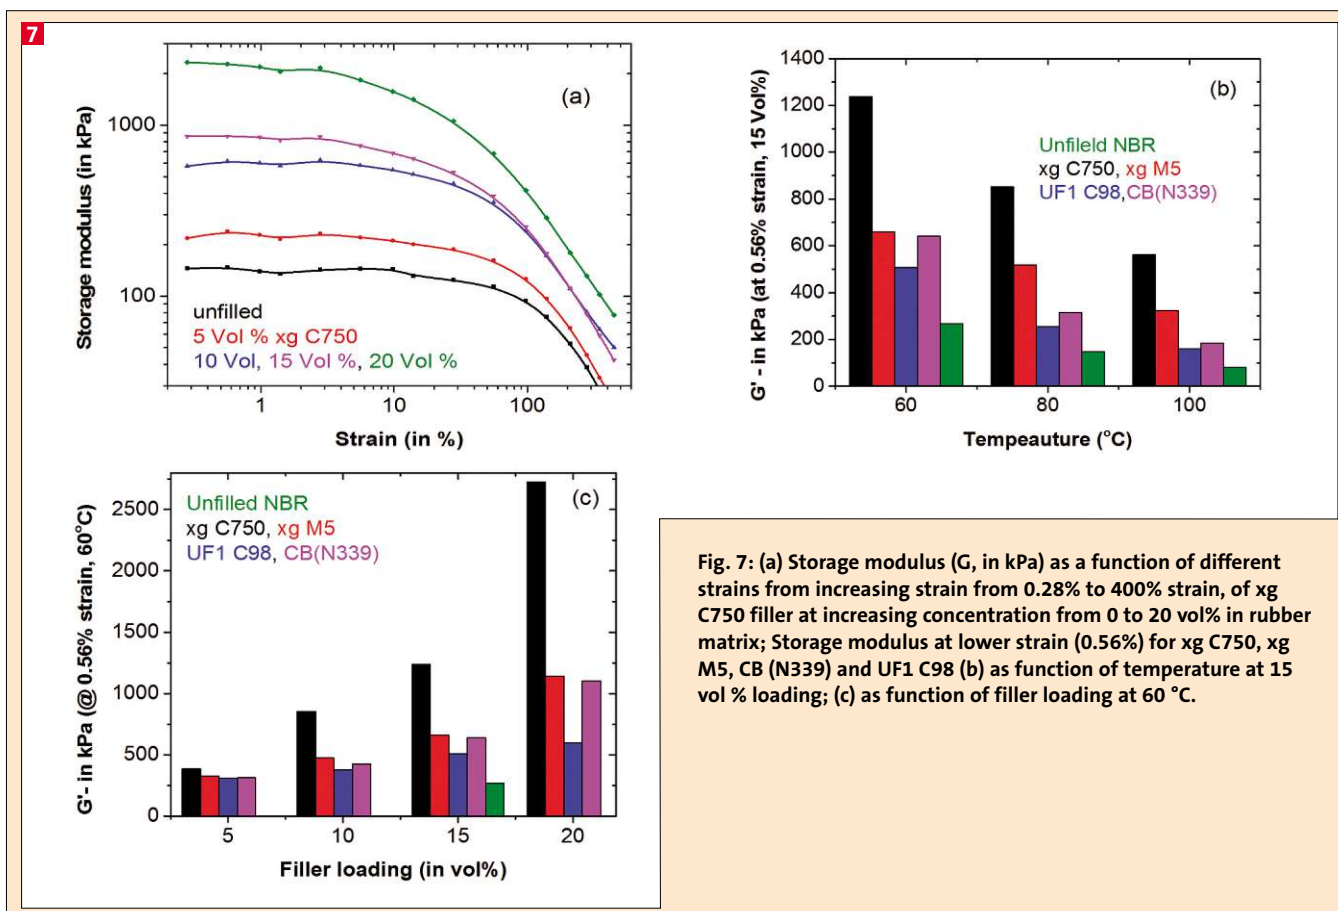 7
(a)
Storage modulus (in kPa)
1000
100
unfilled
5 Vol % xg C750
10 Vol, 15 Vol %, 20 Vol %
1 10 100
Strain (in %)
(b)
G' - in kPa (at 0.56% strain, 15 Vol%)
1400
1200
1000
800
600
400
200
0
Unfileld NBR
xg C750, xg M5
UF1 C98,CB(N339)
60 80 100
Tempeauture (°C)
(c)
G'- in kPa (@ 0.56% strain, 60°C)
2500
2000
1500
1000
500
0
Unfilled NBR
xg C750, xg M5
UF1 C98, CB(N339)
5 10 15 20
Filler loading (in vol%)
Fig. 7: (a) Storage modulus (G, in kPa) as a function of different
strains from increasing strain from 0.28% to 400% strain, of xg
C750 filler at increasing concentration from 0 to 20 vol% in rubber
matrix; Storage modulus at lower strain (0.56%) for xg C750, xg
M5, CB (N339) and UF1 C98 (b) as function of temperature at 15
vol % loading; (c) as function of filler loading at 60 °C.